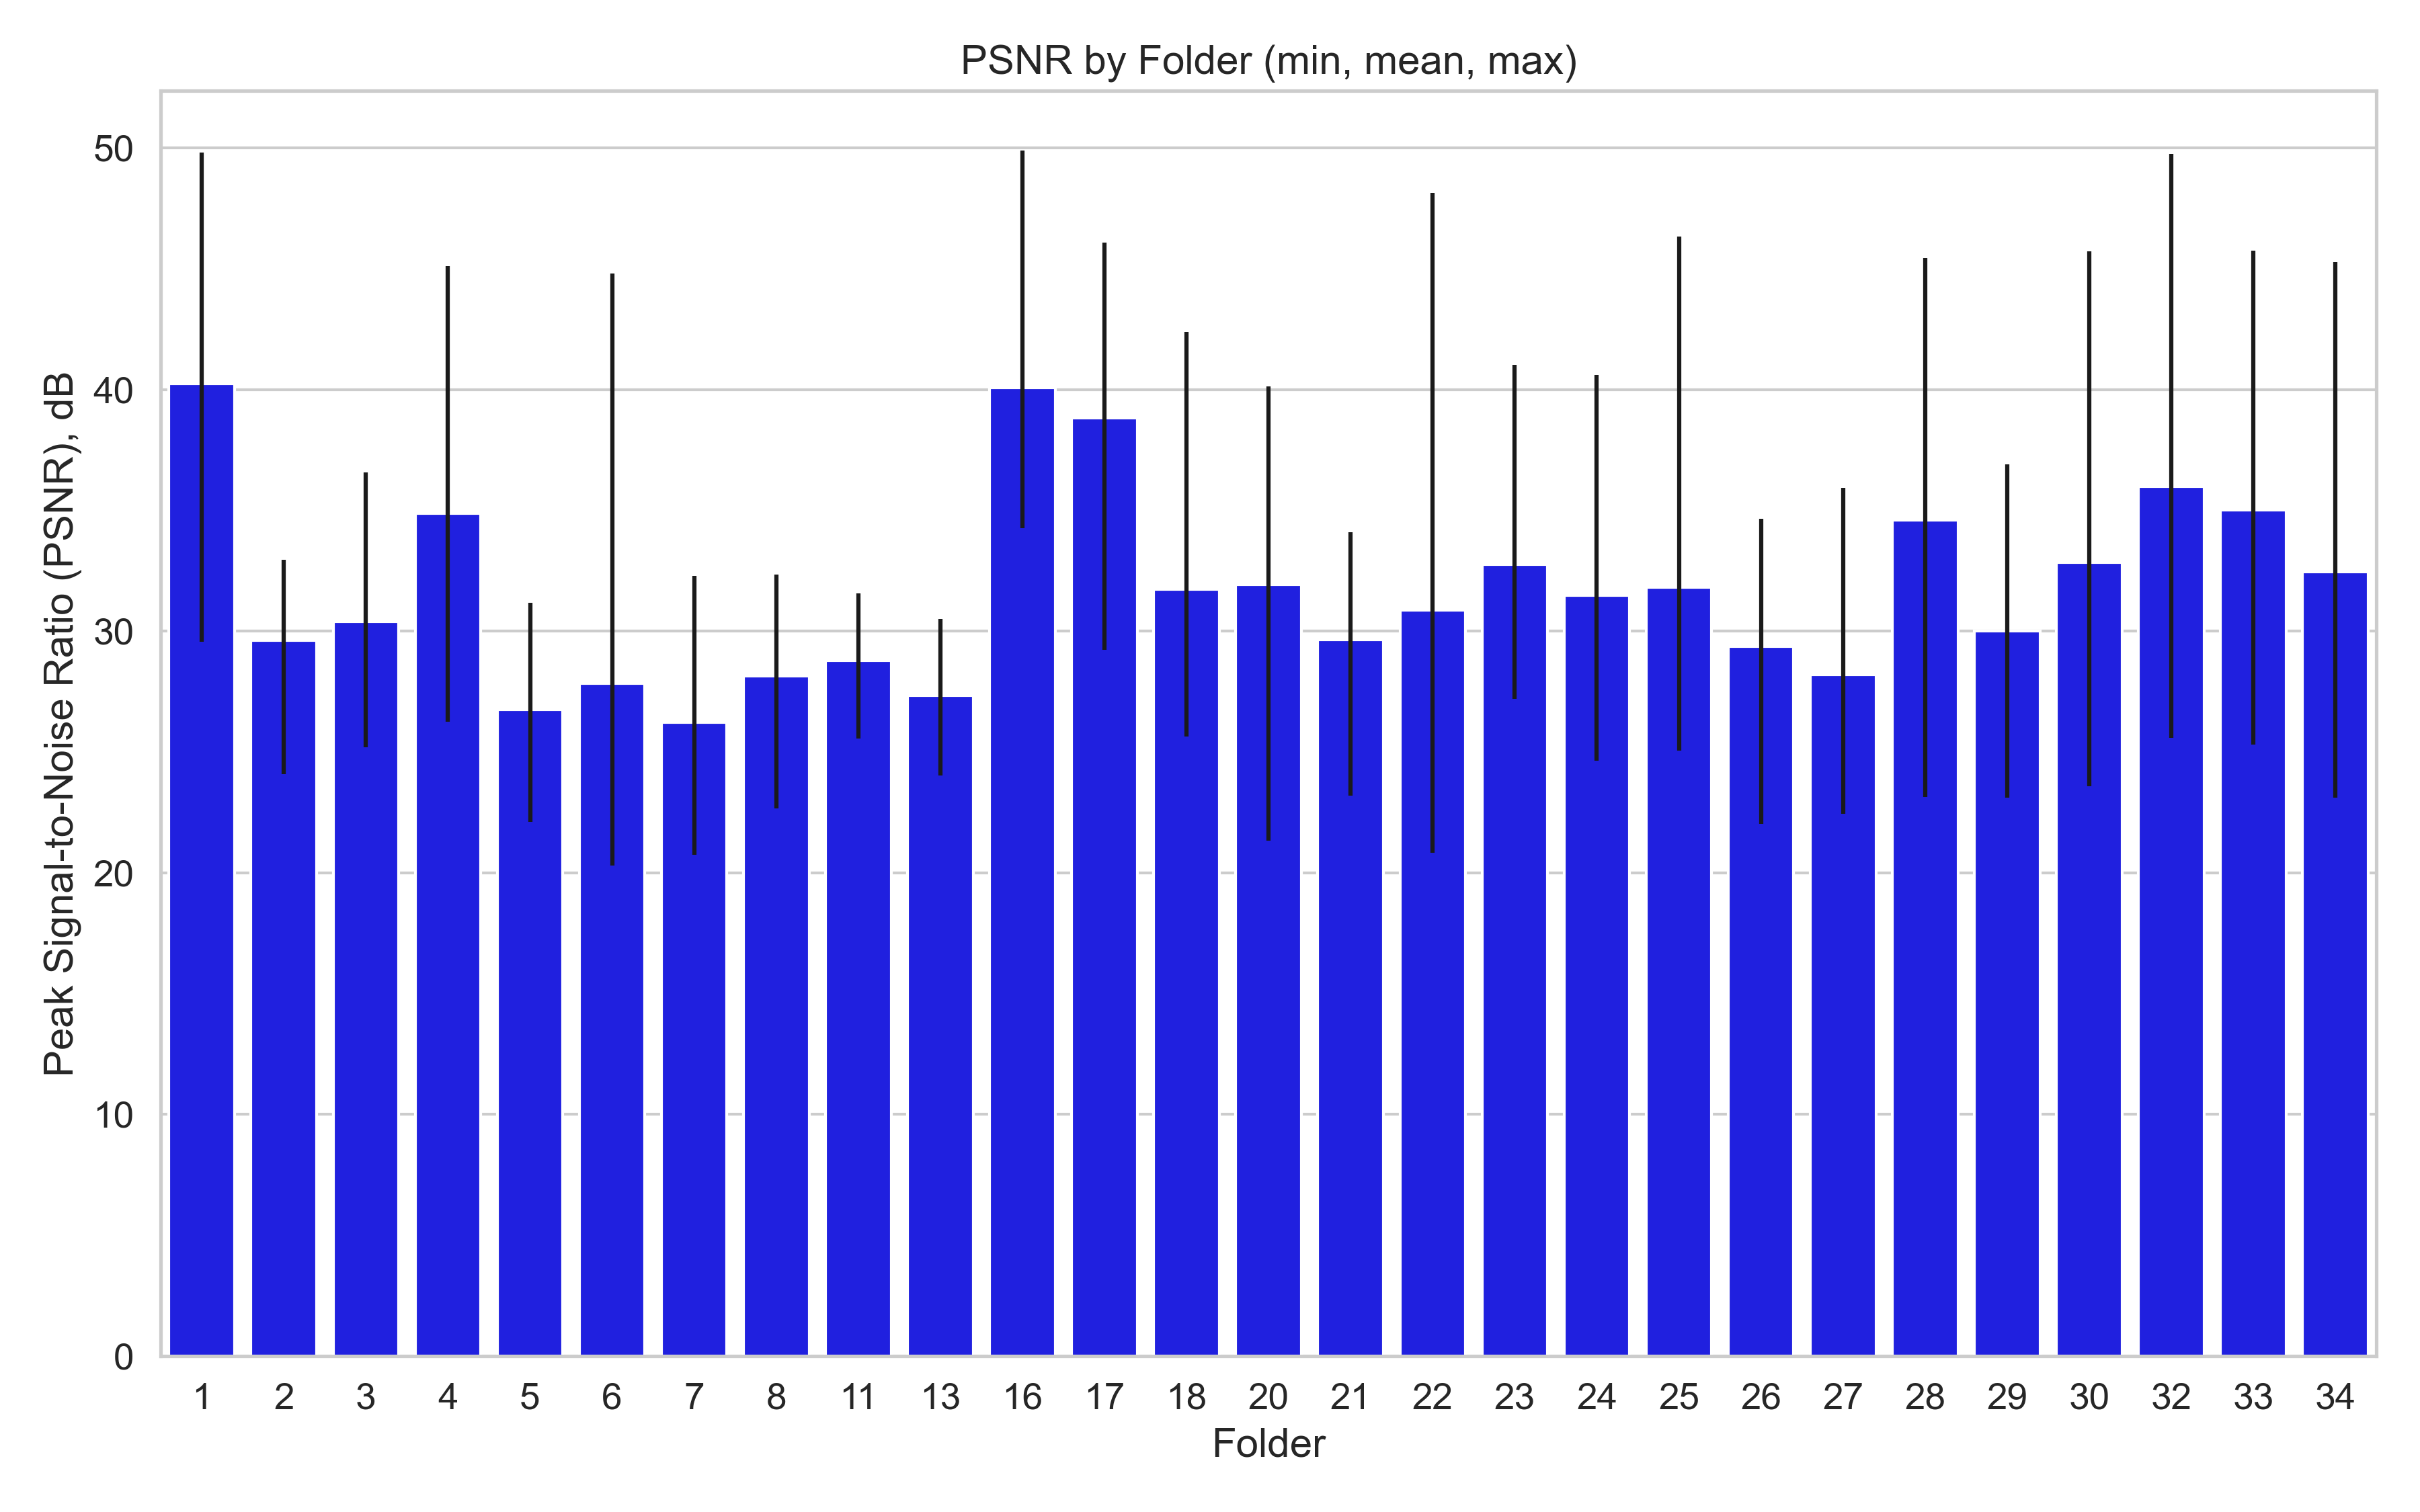 PSNR by Folder (min, mean, max)
Peak Signal-to-Noise Ratio (PSNR), dB
50
40
30
20
10
0
1 2 3 4 5 6 7 8 11 13 16 17 18 20 21 22 23 24 25 26 27 28 29 30 32 33 34
Folder